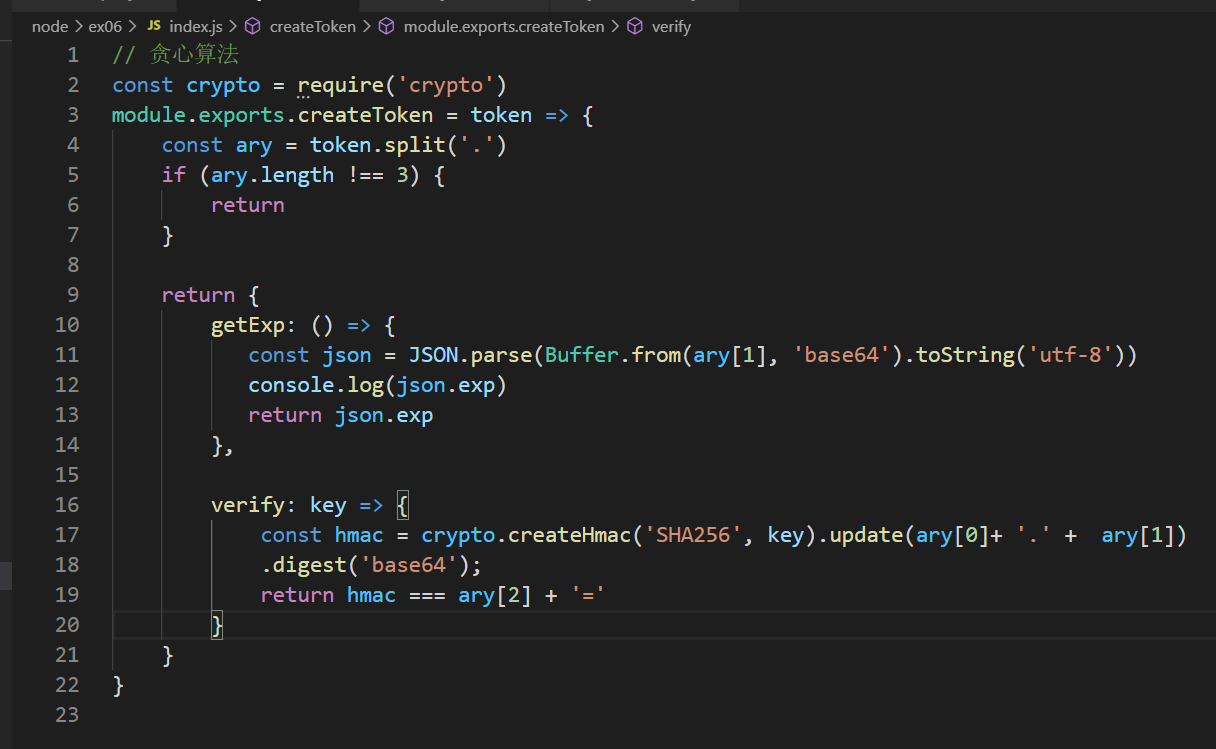 node > ex06 > JS index.js > createToken > module.exports.createToken > verify
1 // 贪心算法
2 const crypto = require('crypto')
3 module.exports.createToken = token => {
4     const ary = token.split('.')
5     if (ary.length !== 3) {
6         return
7     }
8
9     return {
10         getExp: () => {
11            const json = JSON.parse(Buffer.from(ary[1], 'base64').toString('utf-8'))
12            console.log(json.exp)
13            return json.exp
14         },
15
16         verify: key => {
17             const hmac = crypto.createHmac('SHA256', key).update(ary[0]+ '.' +  ary[1])
18             .digest('base64');
19             return hmac === ary[2] + '='
20         }
21     }
22 }
23